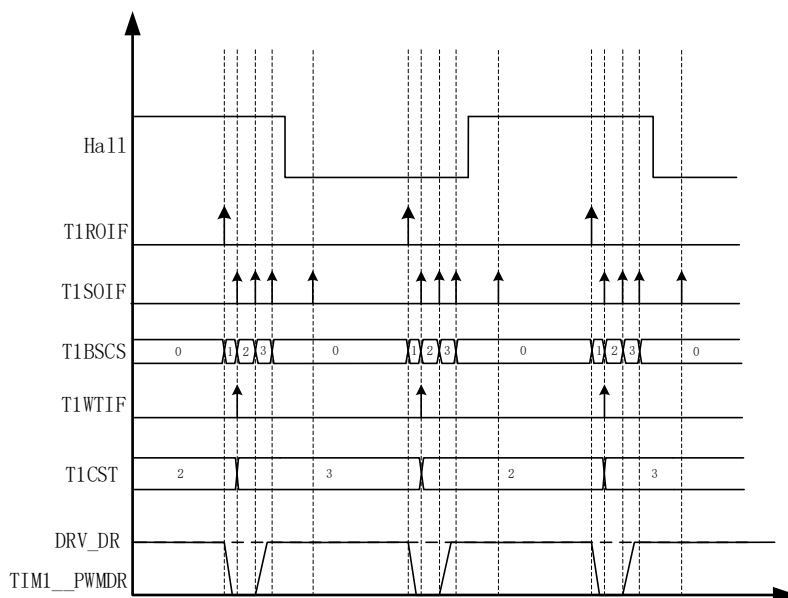 Hall
T1ROIF
T1SOIF
T1BSCS 0 1 2 3 0 1 2 3 0 1 2 3 0
T1WTIF
T1CST 2 3 2 3
DRV_DR
TIM1__PWMDR